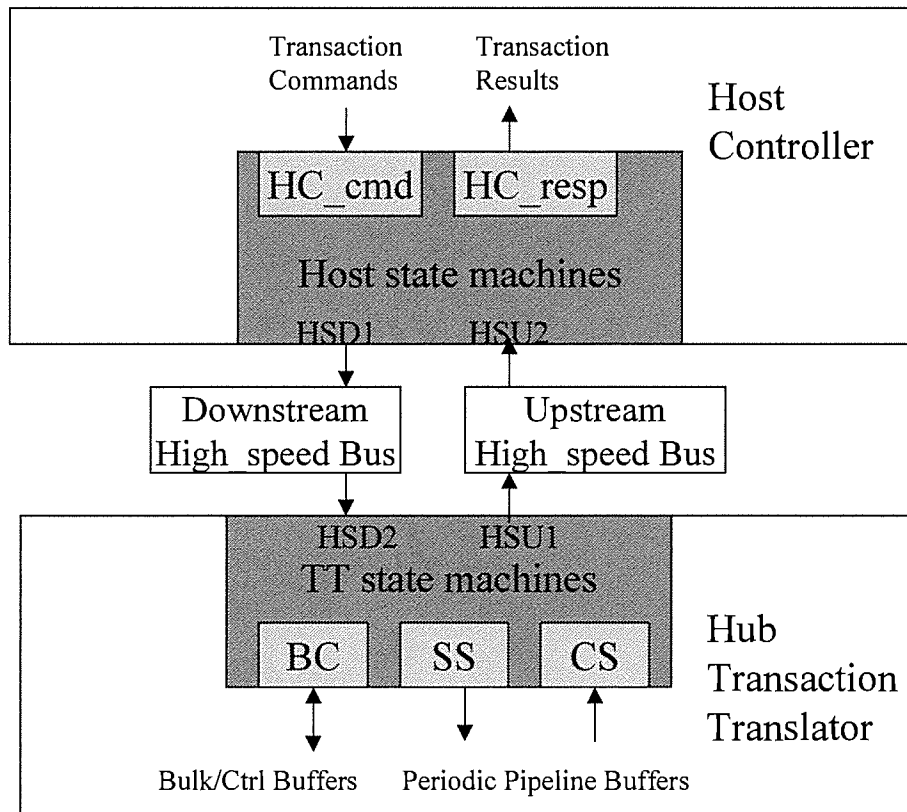 Transaction
Commands
Transaction
Results
Host
Controller
HC_cmd
HC_resp
Host state machines
HSD1
HSU2
Downstream
High_speed Bus
Upstream
High_speed Bus
HSD2
HSU1
TT state machines
BC
SS
CS
Hub
Transaction
Translator
Bulk/Ctrl Buffers
Periodic Pipeline Buffers